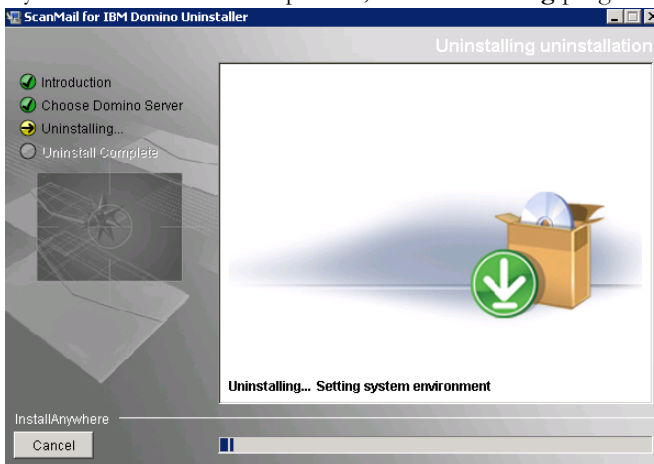 ScanMail for IBM Domino Uninstaller
Uninstalling uninstallation
Introduction
Choose Domino Server
Uninstalling...
Uninstall Complete
Uninstalling... Setting system environment
InstallAnywhere
Cancel